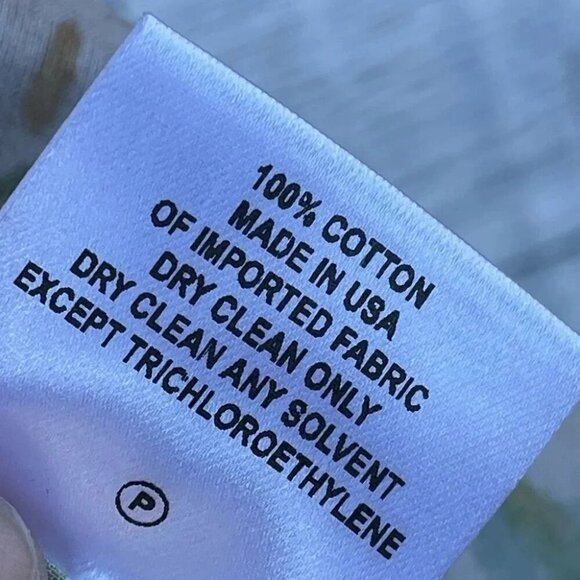 100% COTTON
MADE IN USA
OF IMPORTED FABRIC
DRY CLEAN ONLY
DRY CLEAN ANY SOLVENT
EXCEPT TRICHLOROETHYLENE
P